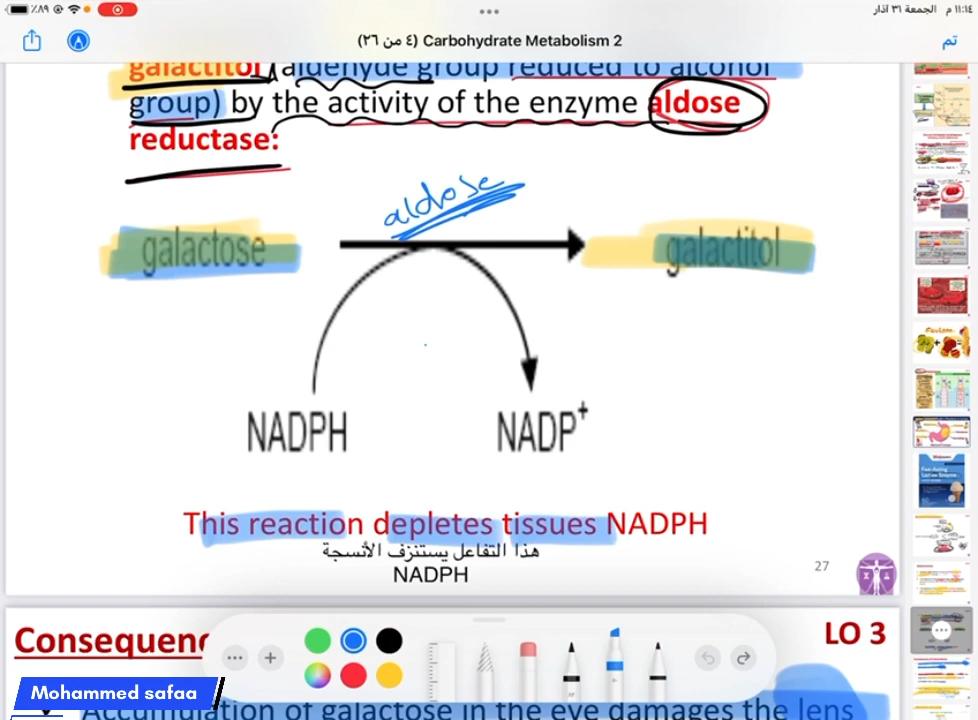 ٪٨٩
١١:١٤ م الجمعة ٣١ آذار
Carbohydrate Metabolism 2 (٤ من ٢٦)
تم
galactitol (aldehyde group reduced to alcohol
group) by the activity of the enzyme aldose
reductase:
aldose
galactose
galactitol
NADPH
NADP+
This reaction depletes tissues NADPH
هذا التفاعل يستنزف الأنسجة
NADPH
27
LO 3
Mohammed safaa
Accumulation of galactose in the eye damages the lens